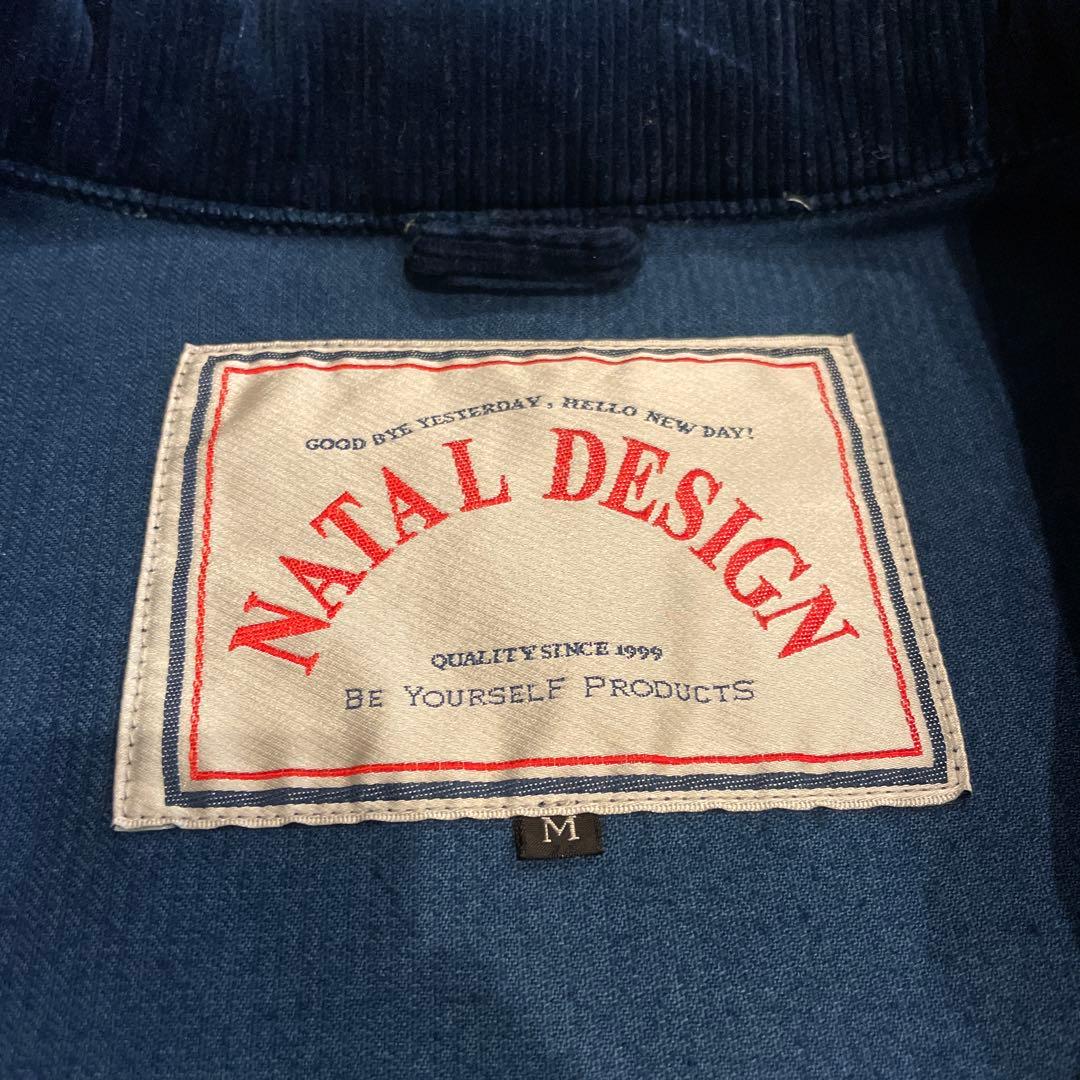 GOOD BYE YESTERDAY, HELLO NEW DAY!
NATAL DESIGN
QUALITY SINCE 1999
BE YOURSELF PRODUCTS
M